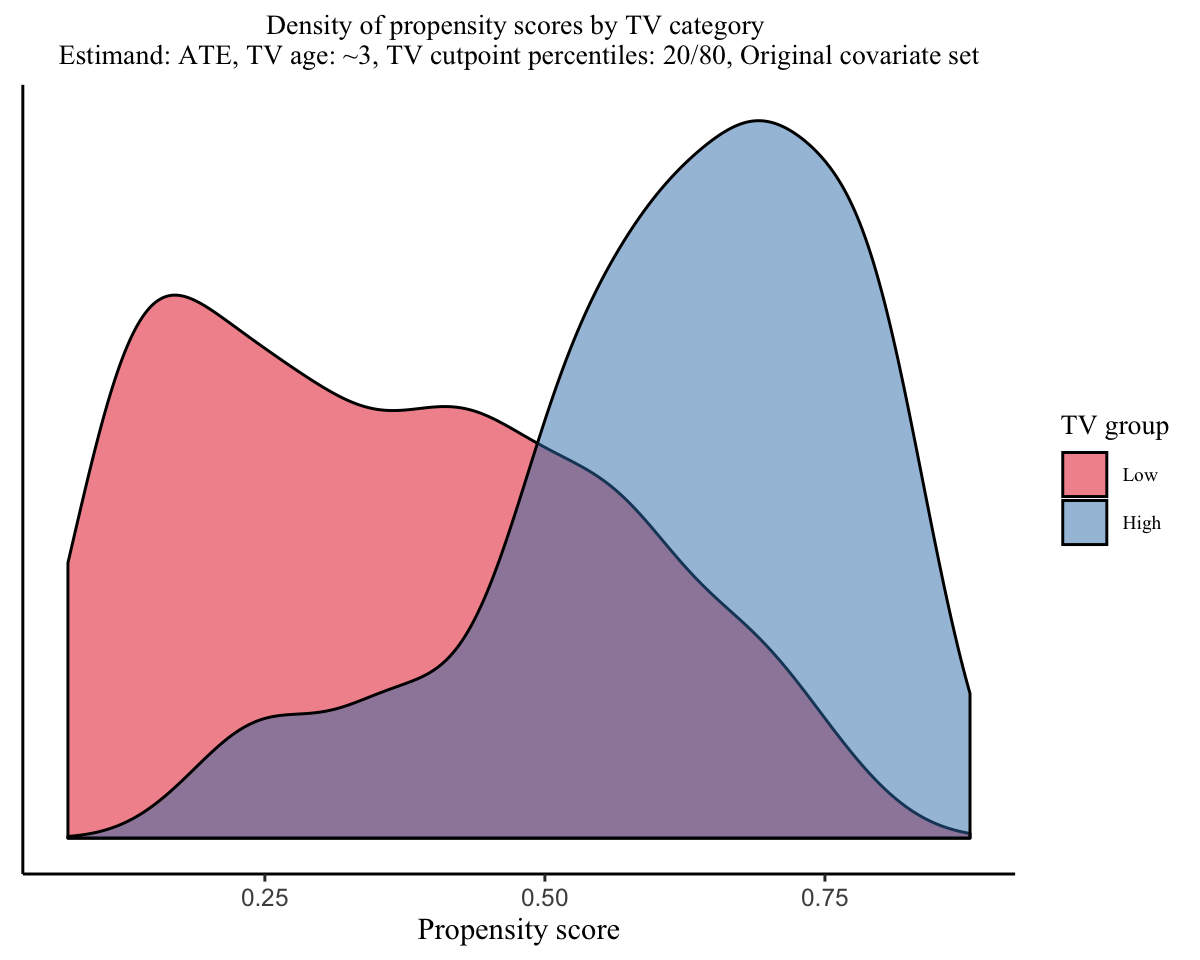 Density of propensity scores by TV category
Estimand: ATE, TV age: ~3, TV cutpoint percentiles: 20/80, Original covariate set
TV group
Low
High
0.25 0.50 0.75
Propensity score